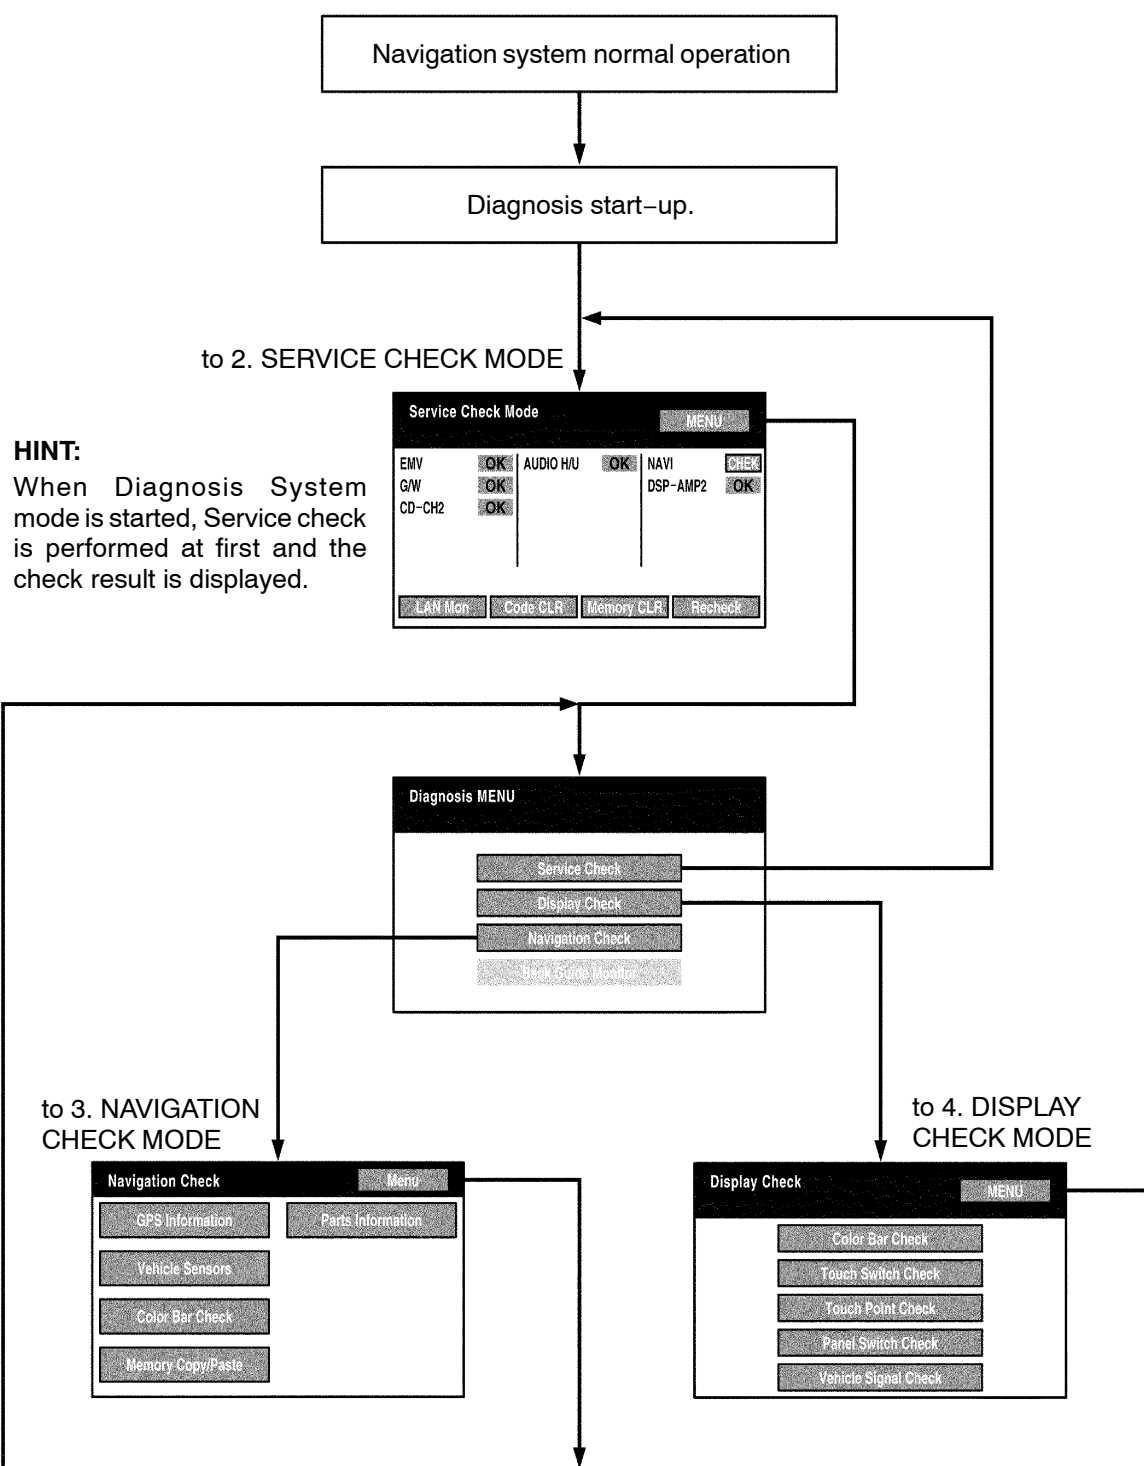 Navigation system normal operation
Diagnosis start–up.
to 2. SERVICE CHECK MODE
HINT:
When Diagnosis System
mode is started, Service check
is performed at first and the
check result is displayed.
Service Check Mode
MENU
EMV OK AUDIO H/U OK NAVI CHEK
G/W OK DSP-AMP2 OK
CD-CH2 OK
LAN Mon Code CLR Memory CLR Recheck
Diagnosis MENU
Service Check
Display Check
Navigation Check
Back Guide Monitor
to 3. NAVIGATION
CHECK MODE
Navigation Check Menu
GPS Information Parts Information
Vehicle Sensors
Color Bar Check
Memory Copy/Paste
to 4. DISPLAY
CHECK MODE
Display Check
MENU
Color Bar Check
Touch Switch Check
Touch Point Check
Panel Switch Check
Vehicle Signal Check